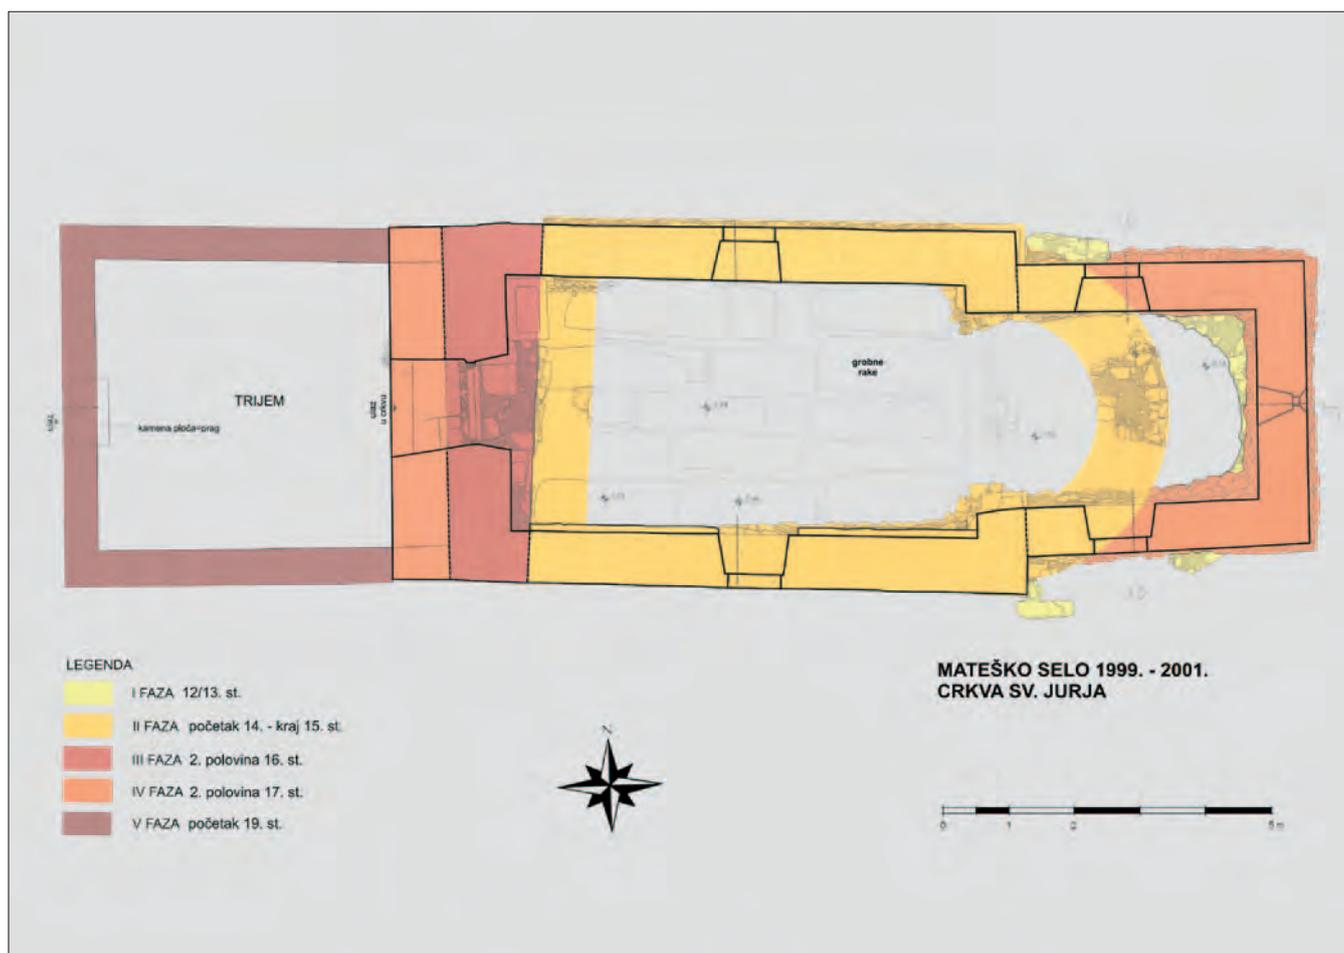 TRIJEM
kamena ploča=prag
u crkvu
grobne
rake
LEGENDA
I FAZA 12/13. st.
II FAZA početak 14. - kraj 15. st.
III FAZA 2. polovina 16. st.
IV FAZA 2. polovina 17. st.
V FAZA početak 19. st.
MATEŠKO SELO 1999. - 2001.
CRKVA SV. JURJA
0 1 2 5 m